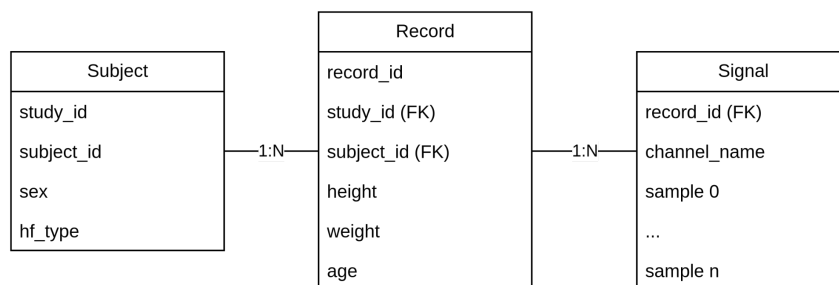 Subject
study_id
subject_id
sex
hf_type
1:N
Record
record_id
study_id (FK)
subject_id (FK)
height
weight
age
1:N
Signal
record_id (FK)
channel_name
sample 0
...
sample n